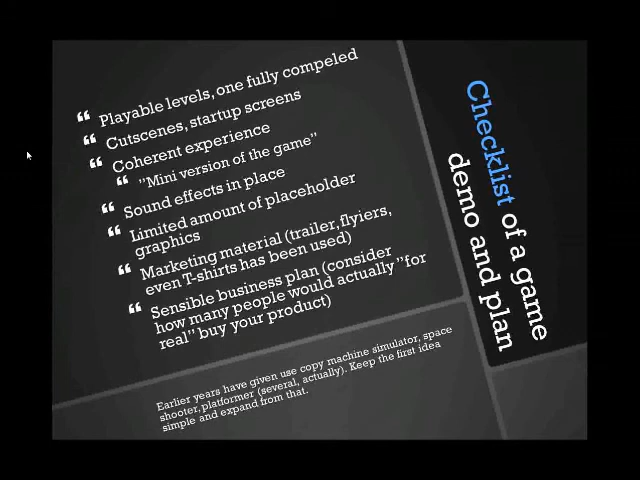 Checklist of a game
demo and plan
“ Playable levels, one fully compeled
“ Cutscenes, startup screens
“ Coherent experience
“ ”Mini version of the game”
“ Sound effects in place
“ Limited amount of placeholder
graphics
“ Marketing material (trailer,flyiers,
even T-shirts has been used)
“ Sensible business plan (consider
how many people would actually ”for
real” buy your product)
Earlier years have given use copy machine simulator, space
shooter, platformer (several, actually). Keep the first idea
simple and expand from that.